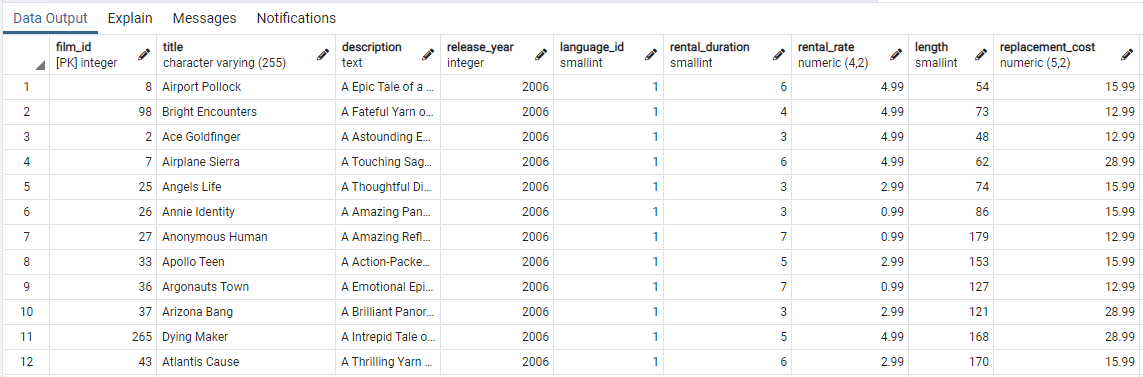 Data Output Explain Messages Notifications
film_id title description release_year language_id rental_duration rental_rate length replacement_cost
[PK] integer character varying (255) text integer smallint smallint numeric (4,2) smallint numeric (5,2)
1 8 Airport Pollock A Epic Tale of a ... 2006 1 6 4.99 54 15.99
2 98 Bright Encounters A Fateful Yarn o... 2006 1 4 4.99 73 12.99
3 2 Ace Goldfinger A Astounding E... 2006 1 3 4.99 48 12.99
4 7 Airplane Sierra A Touching Sag... 2006 1 6 4.99 62 28.99
5 25 Angels Life A Thoughtful Di... 2006 1 3 2.99 74 15.99
6 26 Annie Identity A Amazing Pan... 2006 1 3 0.99 86 15.99
7 27 Anonymous Human A Amazing Refl... 2006 1 7 0.99 179 12.99
8 33 Apollo Teen A Action-Packe... 2006 1 5 2.99 153 15.99
9 36 Argonauts Town A Emotional Epi... 2006 1 7 0.99 127 12.99
10 37 Arizona Bang A Brilliant Panor... 2006 1 3 2.99 121 28.99
11 265 Dying Maker A Intrepid Tale o... 2006 1 5 4.99 168 28.99
12 43 Atlantis Cause A Thrilling Yarn ... 2006 1 6 2.99 170 15.99